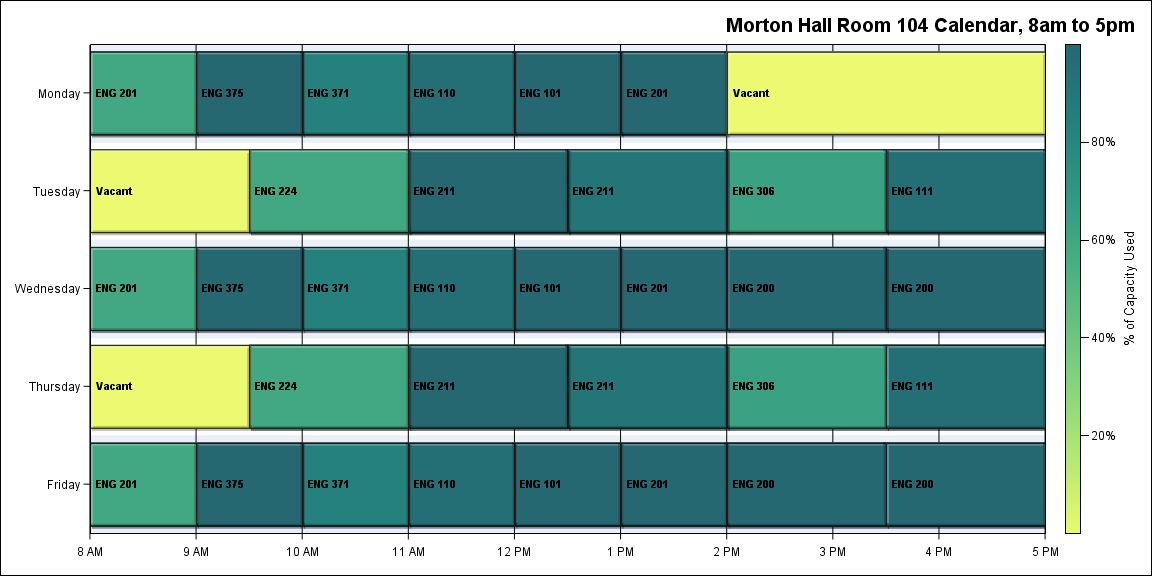 Morton Hall Room 104 Calendar, 8am to 5pm
Monday
ENG 201 ENG 375 ENG 371 ENG 110 ENG 101 ENG 201 Vacant
Tuesday
Vacant ENG 224 ENG 211 ENG 211 ENG 306 ENG 111
Wednesday
ENG 201 ENG 375 ENG 371 ENG 110 ENG 101 ENG 201 ENG 200 ENG 200
Thursday
Vacant ENG 224 ENG 211 ENG 211 ENG 306 ENG 111
Friday
ENG 201 ENG 375 ENG 371 ENG 110 ENG 101 ENG 201 ENG 200 ENG 200
8 AM 9 AM 10 AM 11 AM 12 PM 1 PM 2 PM 3 PM 4 PM 5 PM
80%
60%
40%
20%
% of Capacity Used